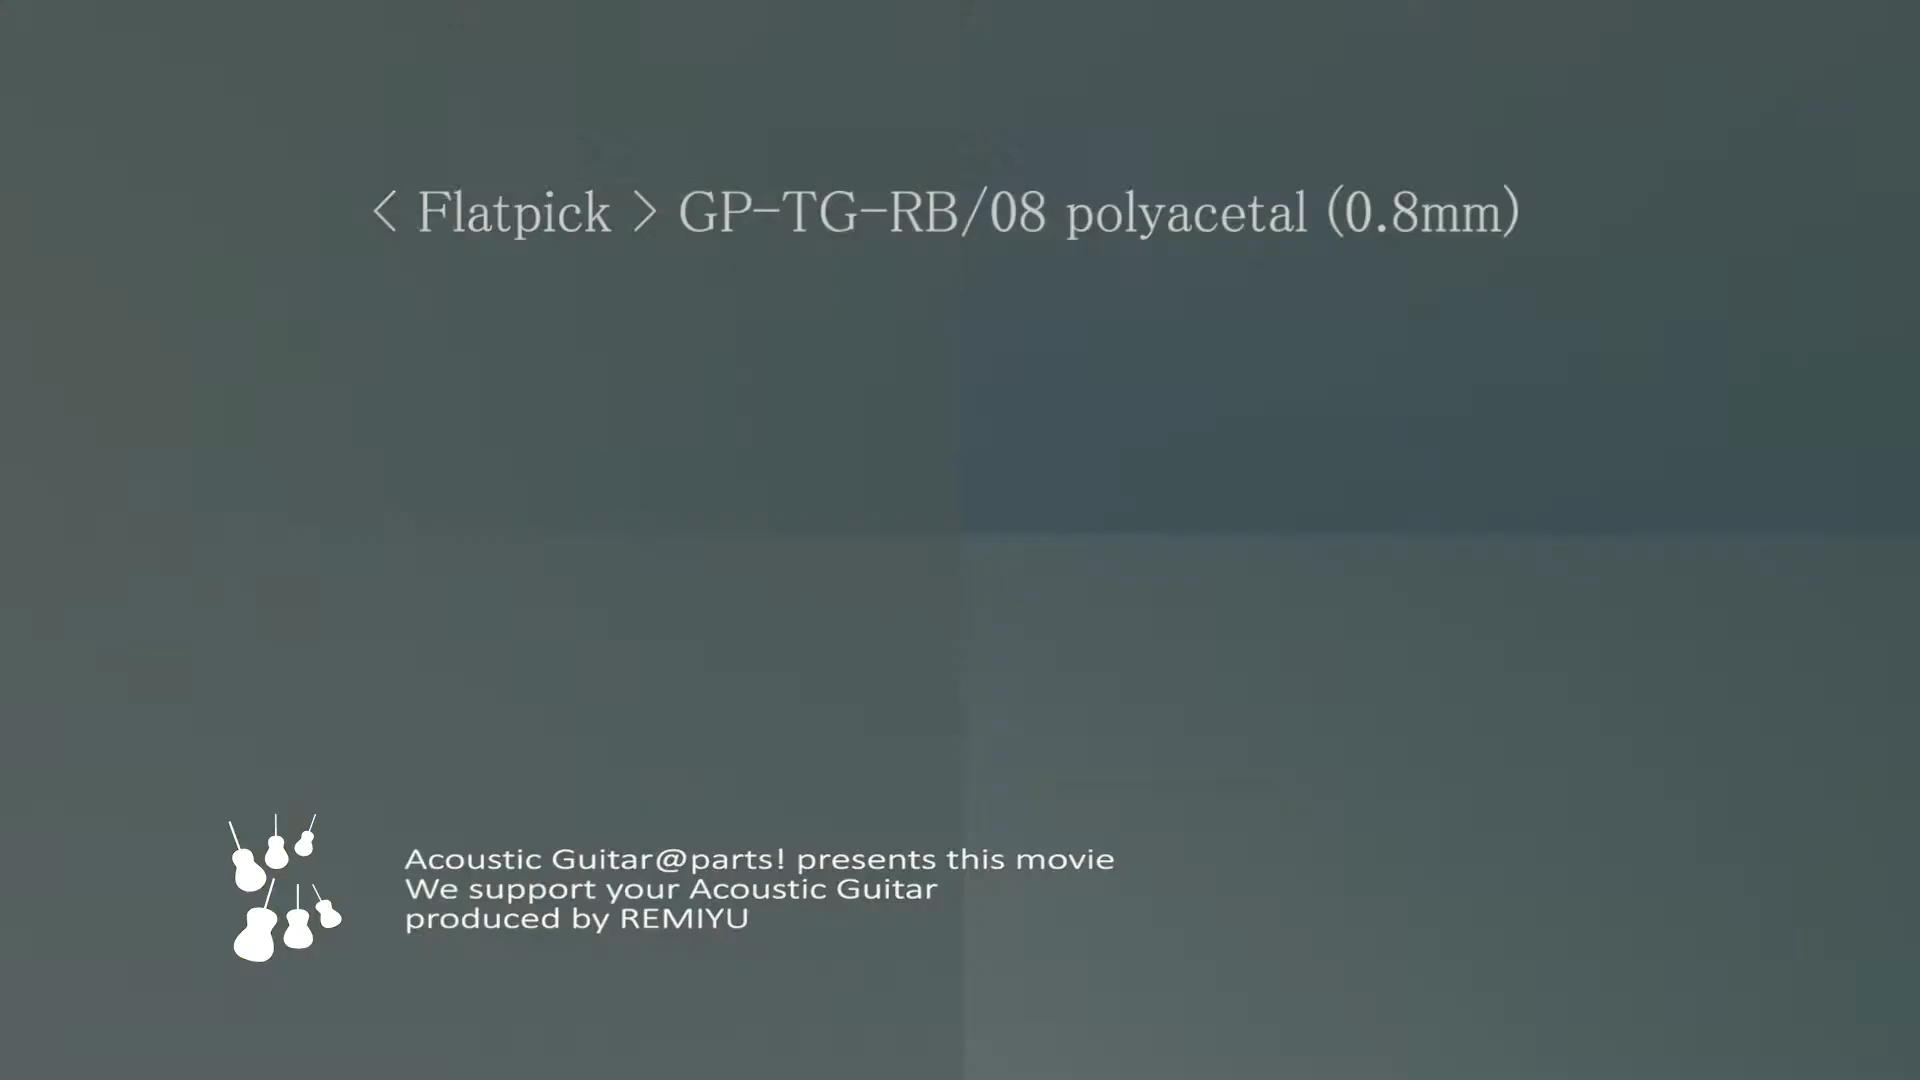 < Flatpick > GP-TG-RB/08 polyacetal (0.8mm)
Acoustic Guitar@parts! presents this movie
We support your Acoustic Guitar
produced by REMIYU